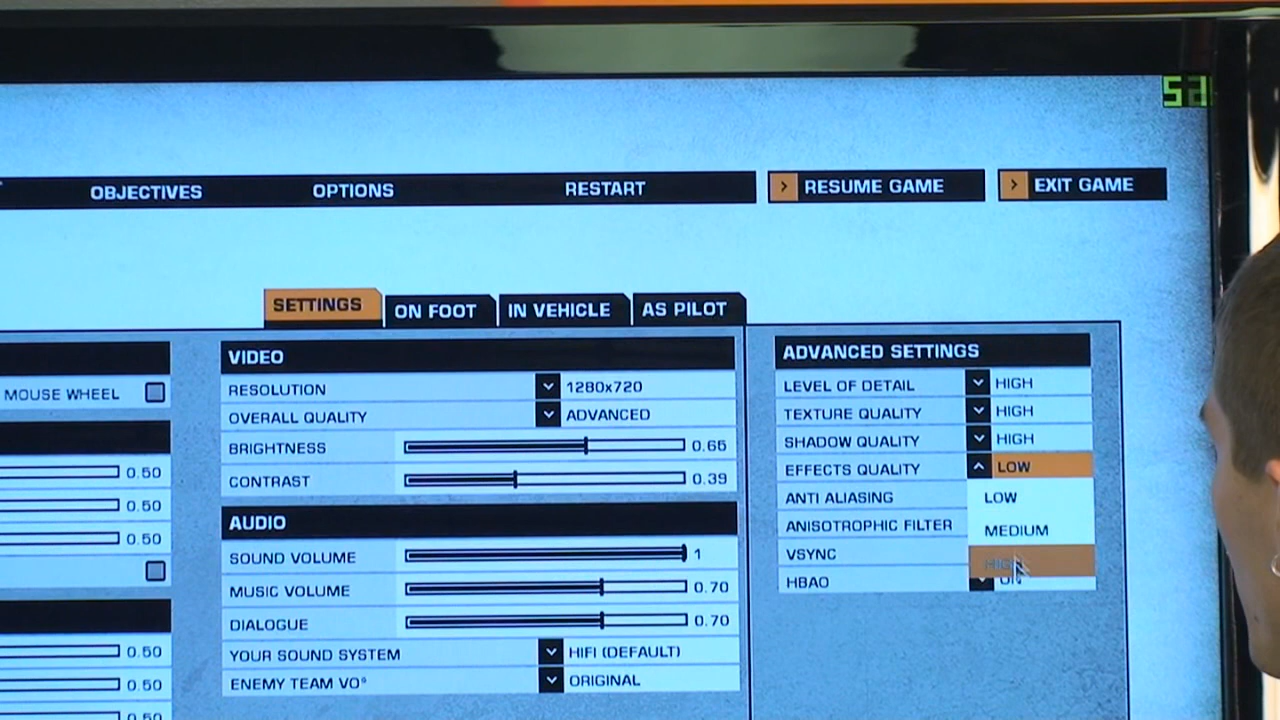 52
OBJECTIVES OPTIONS RESTART RESUME GAME EXIT GAME
SETTINGS ON FOOT IN VEHICLE AS PILOT
MOUSE WHEEL
0.50
0.50
0.50
0.50
0.50
0.50
VIDEO
RESOLUTION 1280x720
OVERALL QUALITY ADVANCED
BRIGHTNESS 0.65
CONTRAST 0.39
AUDIO
SOUND VOLUME 1
MUSIC VOLUME 0.70
DIALOGUE 0.70
YOUR SOUND SYSTEM HIFI (DEFAULT)
ENEMY TEAM VO* ORIGINAL
ADVANCED SETTINGS
LEVEL OF DETAIL HIGH
TEXTURE QUALITY HIGH
SHADOW QUALITY HIGH
EFFECTS QUALITY LOW
ANTI ALIASING LOW
ANISOTROPHIC FILTER MEDIUM
VSYNC HIGH
HBAO ON